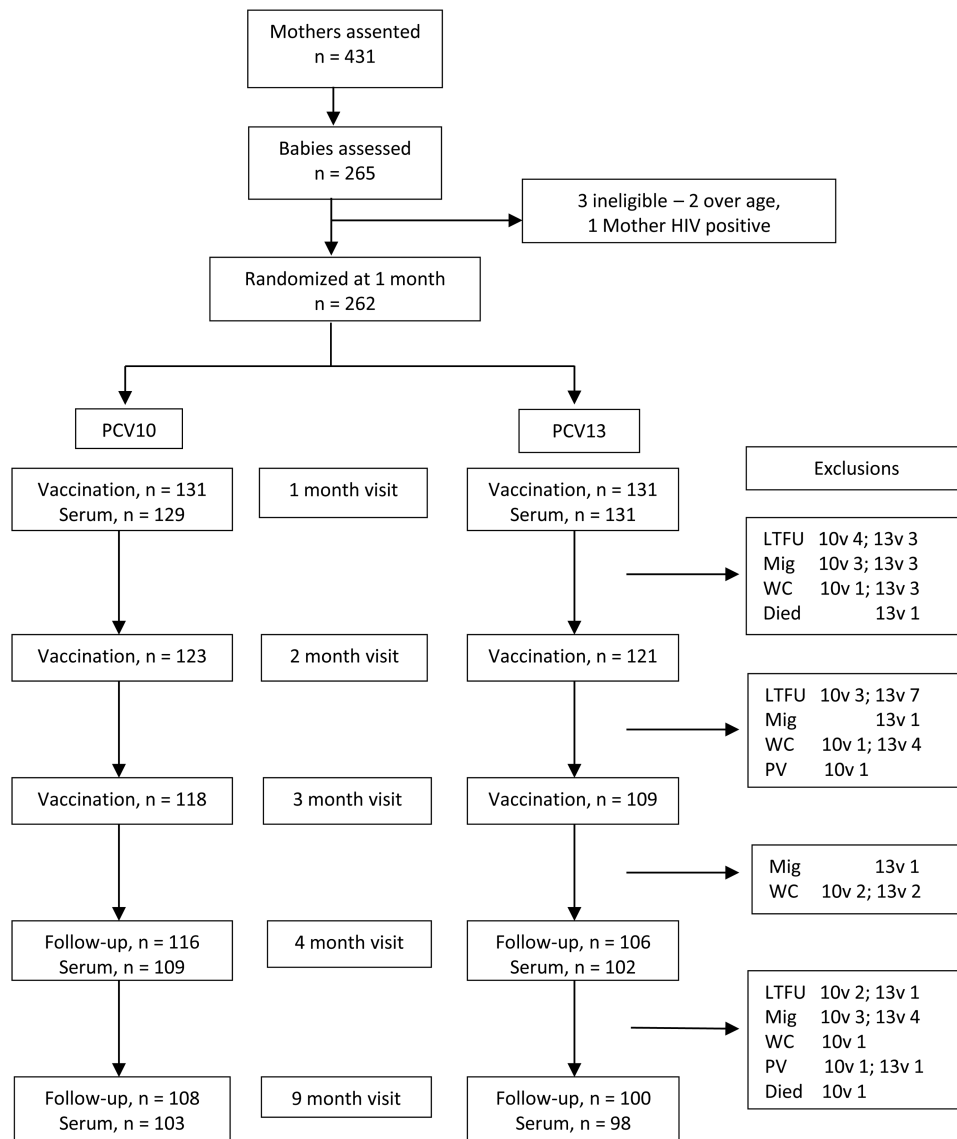 Mothers assented
n = 431
Babies assessed
n = 265
3 ineligible – 2 over age,
1 Mother HIV positive
Randomized at 1 month
n = 262
PCV10
PCV13
Exclusions
Vaccination, n = 131
Serum, n = 129
1 month visit
Vaccination, n = 131
Serum, n = 131
LTFU 10v 4; 13v 3
Mig 10v 3; 13v 3
WC 10v 1; 13v 3
Died 13v 1
Vaccination, n = 123
2 month visit
Vaccination, n = 121
LTFU 10v 3; 13v 7
Mig 13v 1
WC 10v 1; 13v 4
PV 10v 1
Vaccination, n = 118
3 month visit
Vaccination, n = 109
Mig 13v 1
WC 10v 2; 13v 2
Follow-up, n = 116
Serum, n = 109
4 month visit
Follow-up, n = 106
Serum, n = 102
LTFU 10v 2; 13v 1
Mig 10v 3; 13v 4
WC 10v 1
PV 10v 1; 13v 1
Died 10v 1
Follow-up, n = 108
Serum, n = 103
9 month visit
Follow-up, n = 100
Serum, n = 98